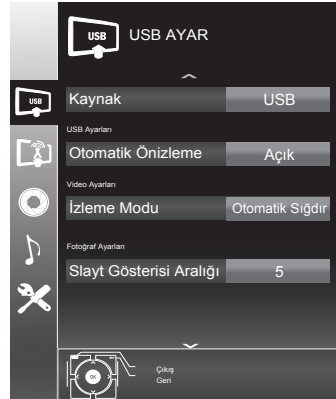 USB USB AYAR
USB
Kaynak USB
USB Ayarları
Otomatik Önizleme Açık
Video Ayarları
İzleme Modu Otomatik Sığdır
Fotoğraf Ayarları
Slayt Gösterisi Aralığı 5
OK
Çıkış
Geri